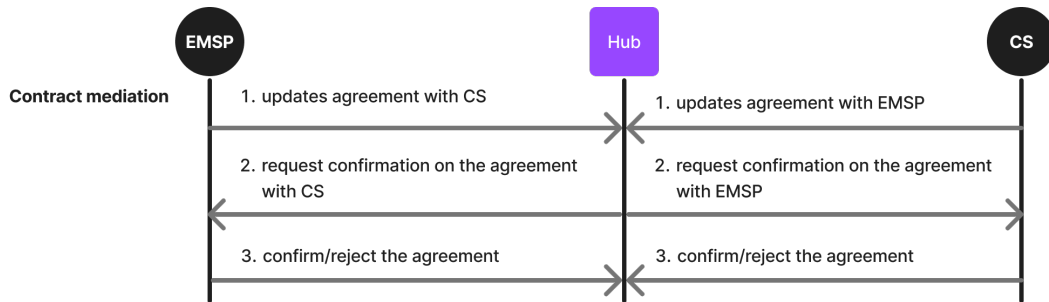 EMSP
Hub
CS
Contract mediation
1. updates agreement with CS
1. updates agreement with EMSP
2. request confirmation on the agreement
with CS
2. request confirmation on the agreement
with EMSP
3. confirm/reject the agreement
3. confirm/reject the agreement